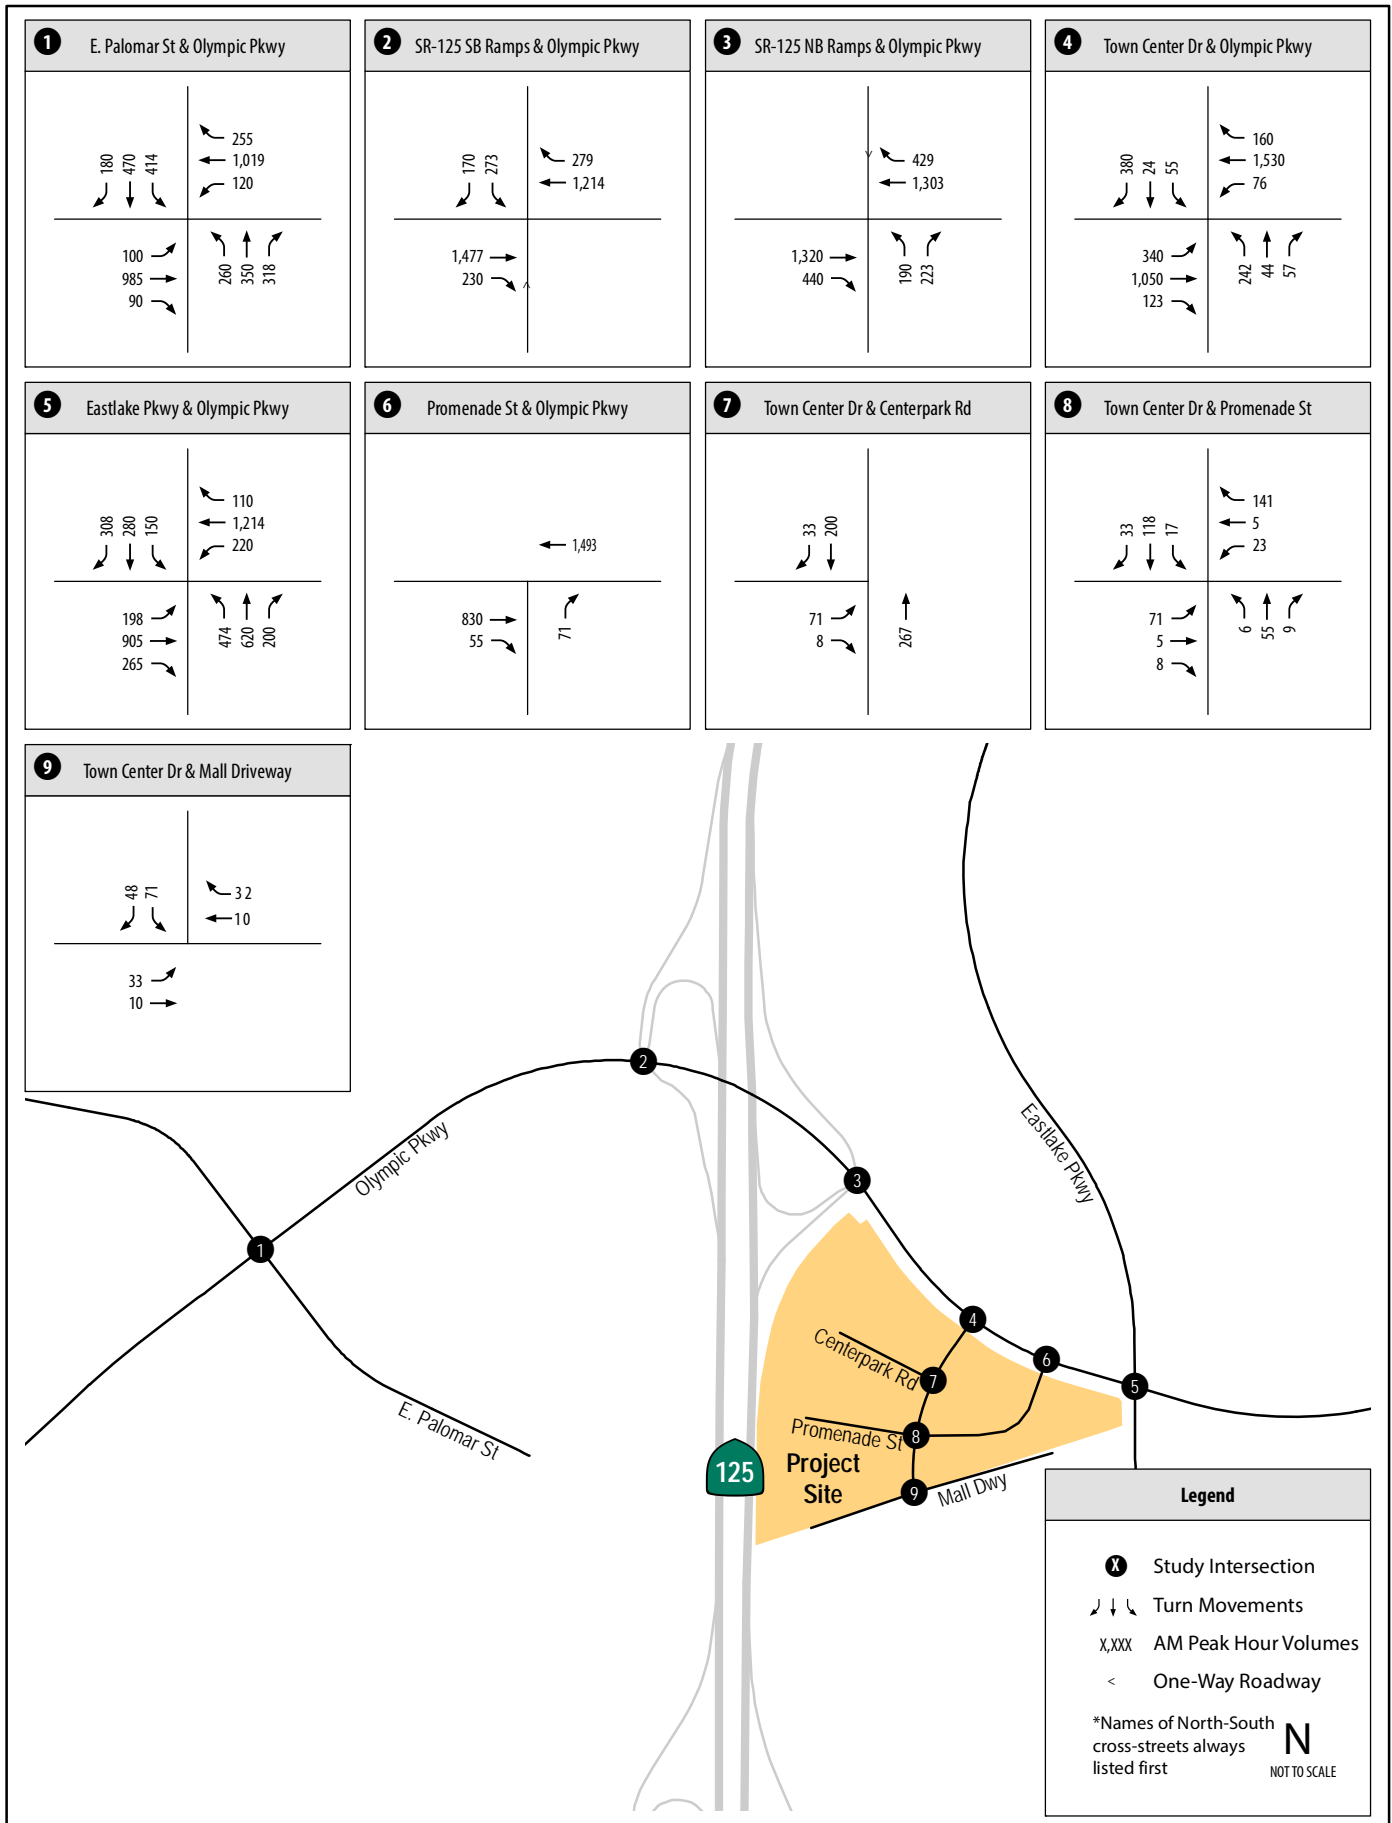 1 E. Palomar St & Olympic Pkwy
180 470 414
255
1,019
120
100
985
90
260 350 318
2 SR-125 SB Ramps & Olympic Pkwy
170 273
279
1,214
1,477
230
3 SR-125 NB Ramps & Olympic Pkwy
429
1,303
1,320
440
190 223
4 Town Center Dr & Olympic Pkwy
380 24 55
160
1,530
76
340
1,050
123
242 44 57
5 Eastlake Pkwy & Olympic Pkwy
308 280 150
110
1,214
220
198
905
265
474 620 200
6 Promenade St & Olympic Pkwy
1,493
830
55
71
7 Town Center Dr & Centerpark Rd
33 200
71
8
267
8 Town Center Dr & Promenade St
33 118 17
141
5
23
71
5
8
6 55 9
9 Town Center Dr & Mall Driveway
48 71
32
10
33
10
2
Olympic Pkwy
Eastlake Pkwy
3
1
4
Centerpark Rd
6
7
5
E. Palomar St
Promenade St
8
125
Project
Site
9
Mall Dwy
Legend
X Study Intersection
Turn Movements
X,XXX AM Peak Hour Volumes
< One-Way Roadway
*Names of North-South
cross-streets always
listed first
N
NOT TO SCALE